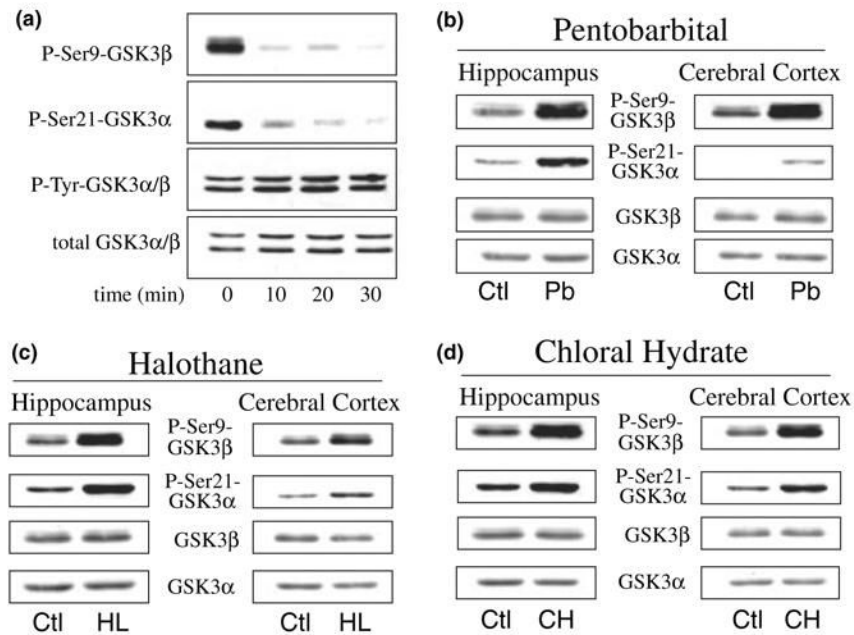 (a)
P-Ser9-GSK3β
P-Ser21-GSK3α
P-Tyr-GSK3α/β
total GSK3α/β
time (min) 0 10 20 30
(b)
Pentobarbital
Hippocampus Cerebral Cortex
P-Ser9-
GSK3β
P-Ser21-
GSK3α
GSK3β
GSK3α
Ctl Pb Ctl Pb
(c)
Halothane
Hippocampus Cerebral Cortex
P-Ser9-
GSK3β
P-Ser21-
GSK3α
GSK3β
GSK3α
Ctl HL Ctl HL
(d)
Chloral Hydrate
Hippocampus Cerebral Cortex
P-Ser9-
GSK3β
P-Ser21-
GSK3α
GSK3β
GSK3α
Ctl CH Ctl CH